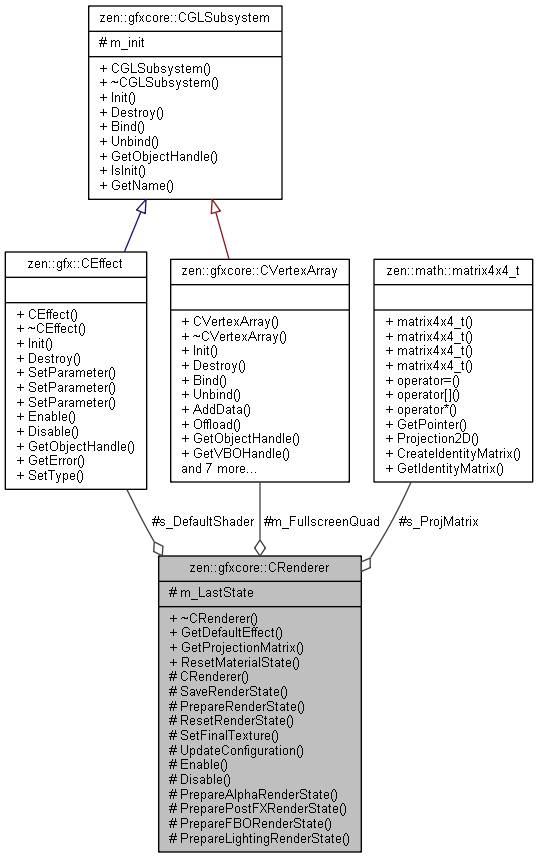 zen::gfxcore::CGLSubsystem
# m_init
+ CGLSubsystem()
+ ~CGLSubsystem()
+ Init()
+ Destroy()
+ Bind()
+ Unbind()
+ GetObjectHandle()
+ IsInit()
+ GetName()
zen::gfx::CEffect
+ CEffect()
+ ~CEffect()
+ Init()
+ Destroy()
+ SetParameter()
+ SetParameter()
+ SetParameter()
+ Enable()
+ Disable()
+ GetObjectHandle()
+ GetError()
+ SetType()
zen::gfxcore::CVertexArray
+ CVertexArray()
+ ~CVertexArray()
+ Init()
+ Destroy()
+ Bind()
+ Unbind()
+ AddData()
+ Offload()
+ GetObjectHandle()
+ GetVBOHandle()
and 7 more...
zen::math::matrix4x4_t
+ matrix4x4_t()
+ matrix4x4_t()
+ matrix4x4_t()
+ matrix4x4_t()
+ operator=()
+ operator[]()
+ operator*()
+ GetPointer()
+ Projection2D()
+ CreateIdentityMatrix()
+ GetIdentityMatrix()
#s_DefaultShader
#m_FullscreenQuad
#s_ProjMatrix
zen::gfxcore::CRenderer
# m_LastState
+ ~CRenderer()
+ GetDefaultEffect()
+ GetProjectionMatrix()
+ ResetMaterialState()
# CRenderer()
# SaveRenderState()
# PrepareRenderState()
# ResetRenderState()
# SetFinalTexture()
# UpdateConfiguration()
# Enable()
# Disable()
# PrepareAlphaRenderState()
# PreparePostFXRenderState()
# PrepareFBORenderState()
# PrepareLightingRenderState()